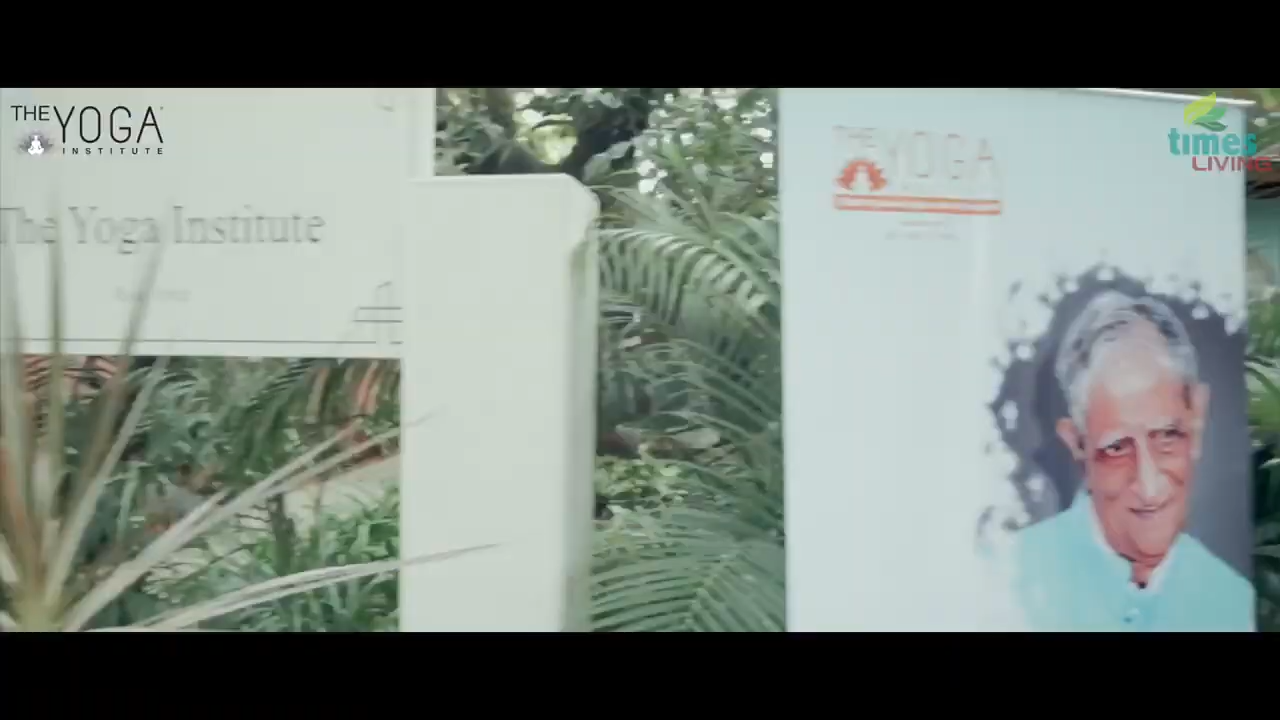 THE YOGA
INSTITUTE
The Yoga Institute
THE YOGA
times
LIVING